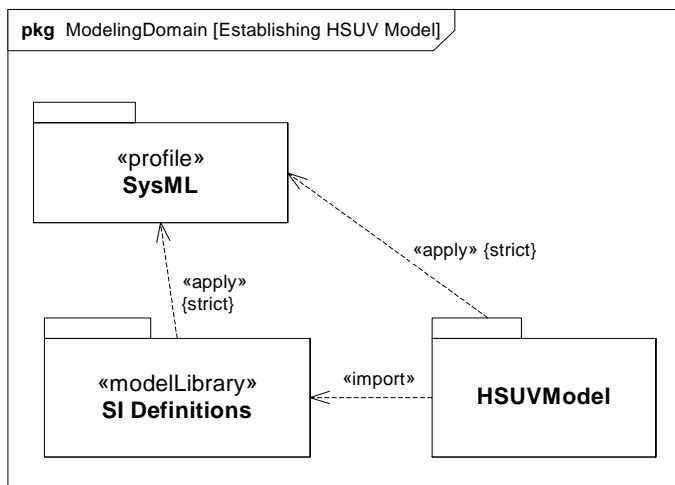 pkg ModelingDomain [Establishing HSUV Model]
«profile»
SysML
«apply» {strict}
«apply»
{strict}
«modelLibrary»
SI Definitions
«import»
HSUVModel